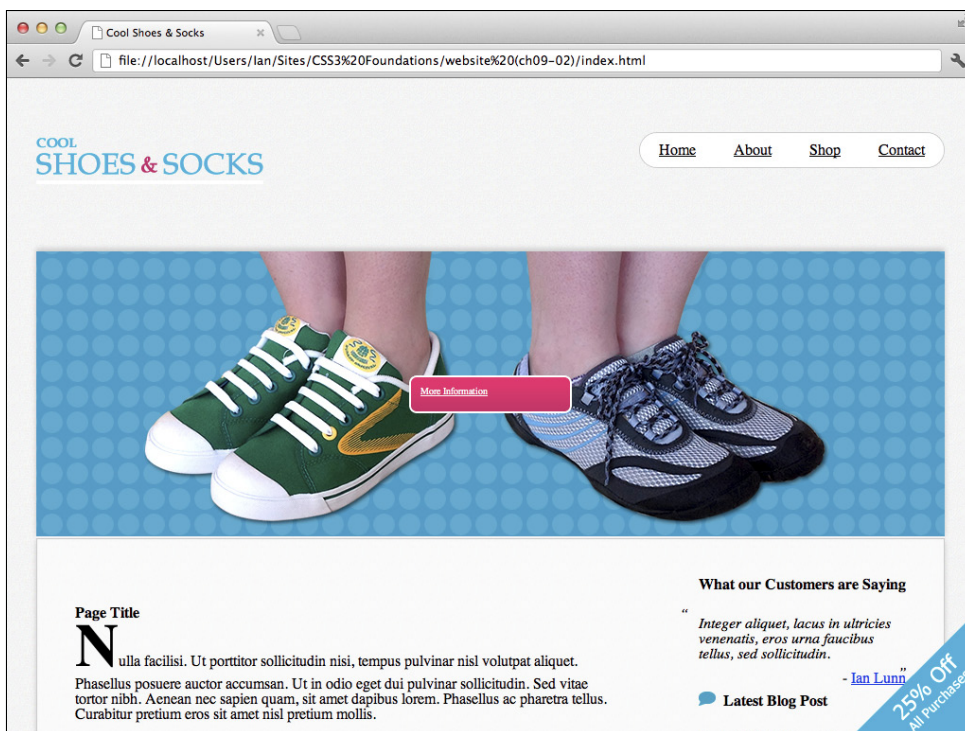 Cool Shoes & Socks
file://localhost/Users/Ian/Sites/CSS3%20Foundations/website%20(ch09-02)/index.html
COOL
SHOES & SOCKS
Home About Shop Contact
More Information
Page Title
Nulla facilisi. Ut porttitor sollicitudin nisi, tempus pulvinar nisl volutpat aliquet.
Phasellus posuere auctor accumsan. Ut in odio eget dui pulvinar sollicitudin. Sed vitae
tortor nibh. Aenean nec sapien quam, sit amet dapibus lorem. Phasellus ac pharetra tellus.
Curabitur pretium eros sit amet nisl pretium mollis.
What our Customers are Saying
“
Integer aliquet, lacus in ultricies
venenatis, eros urna faucibus
tellus, sed sollicitudin.
”
- Ian Lunn
Latest Blog Post
25% Off
All Purchases